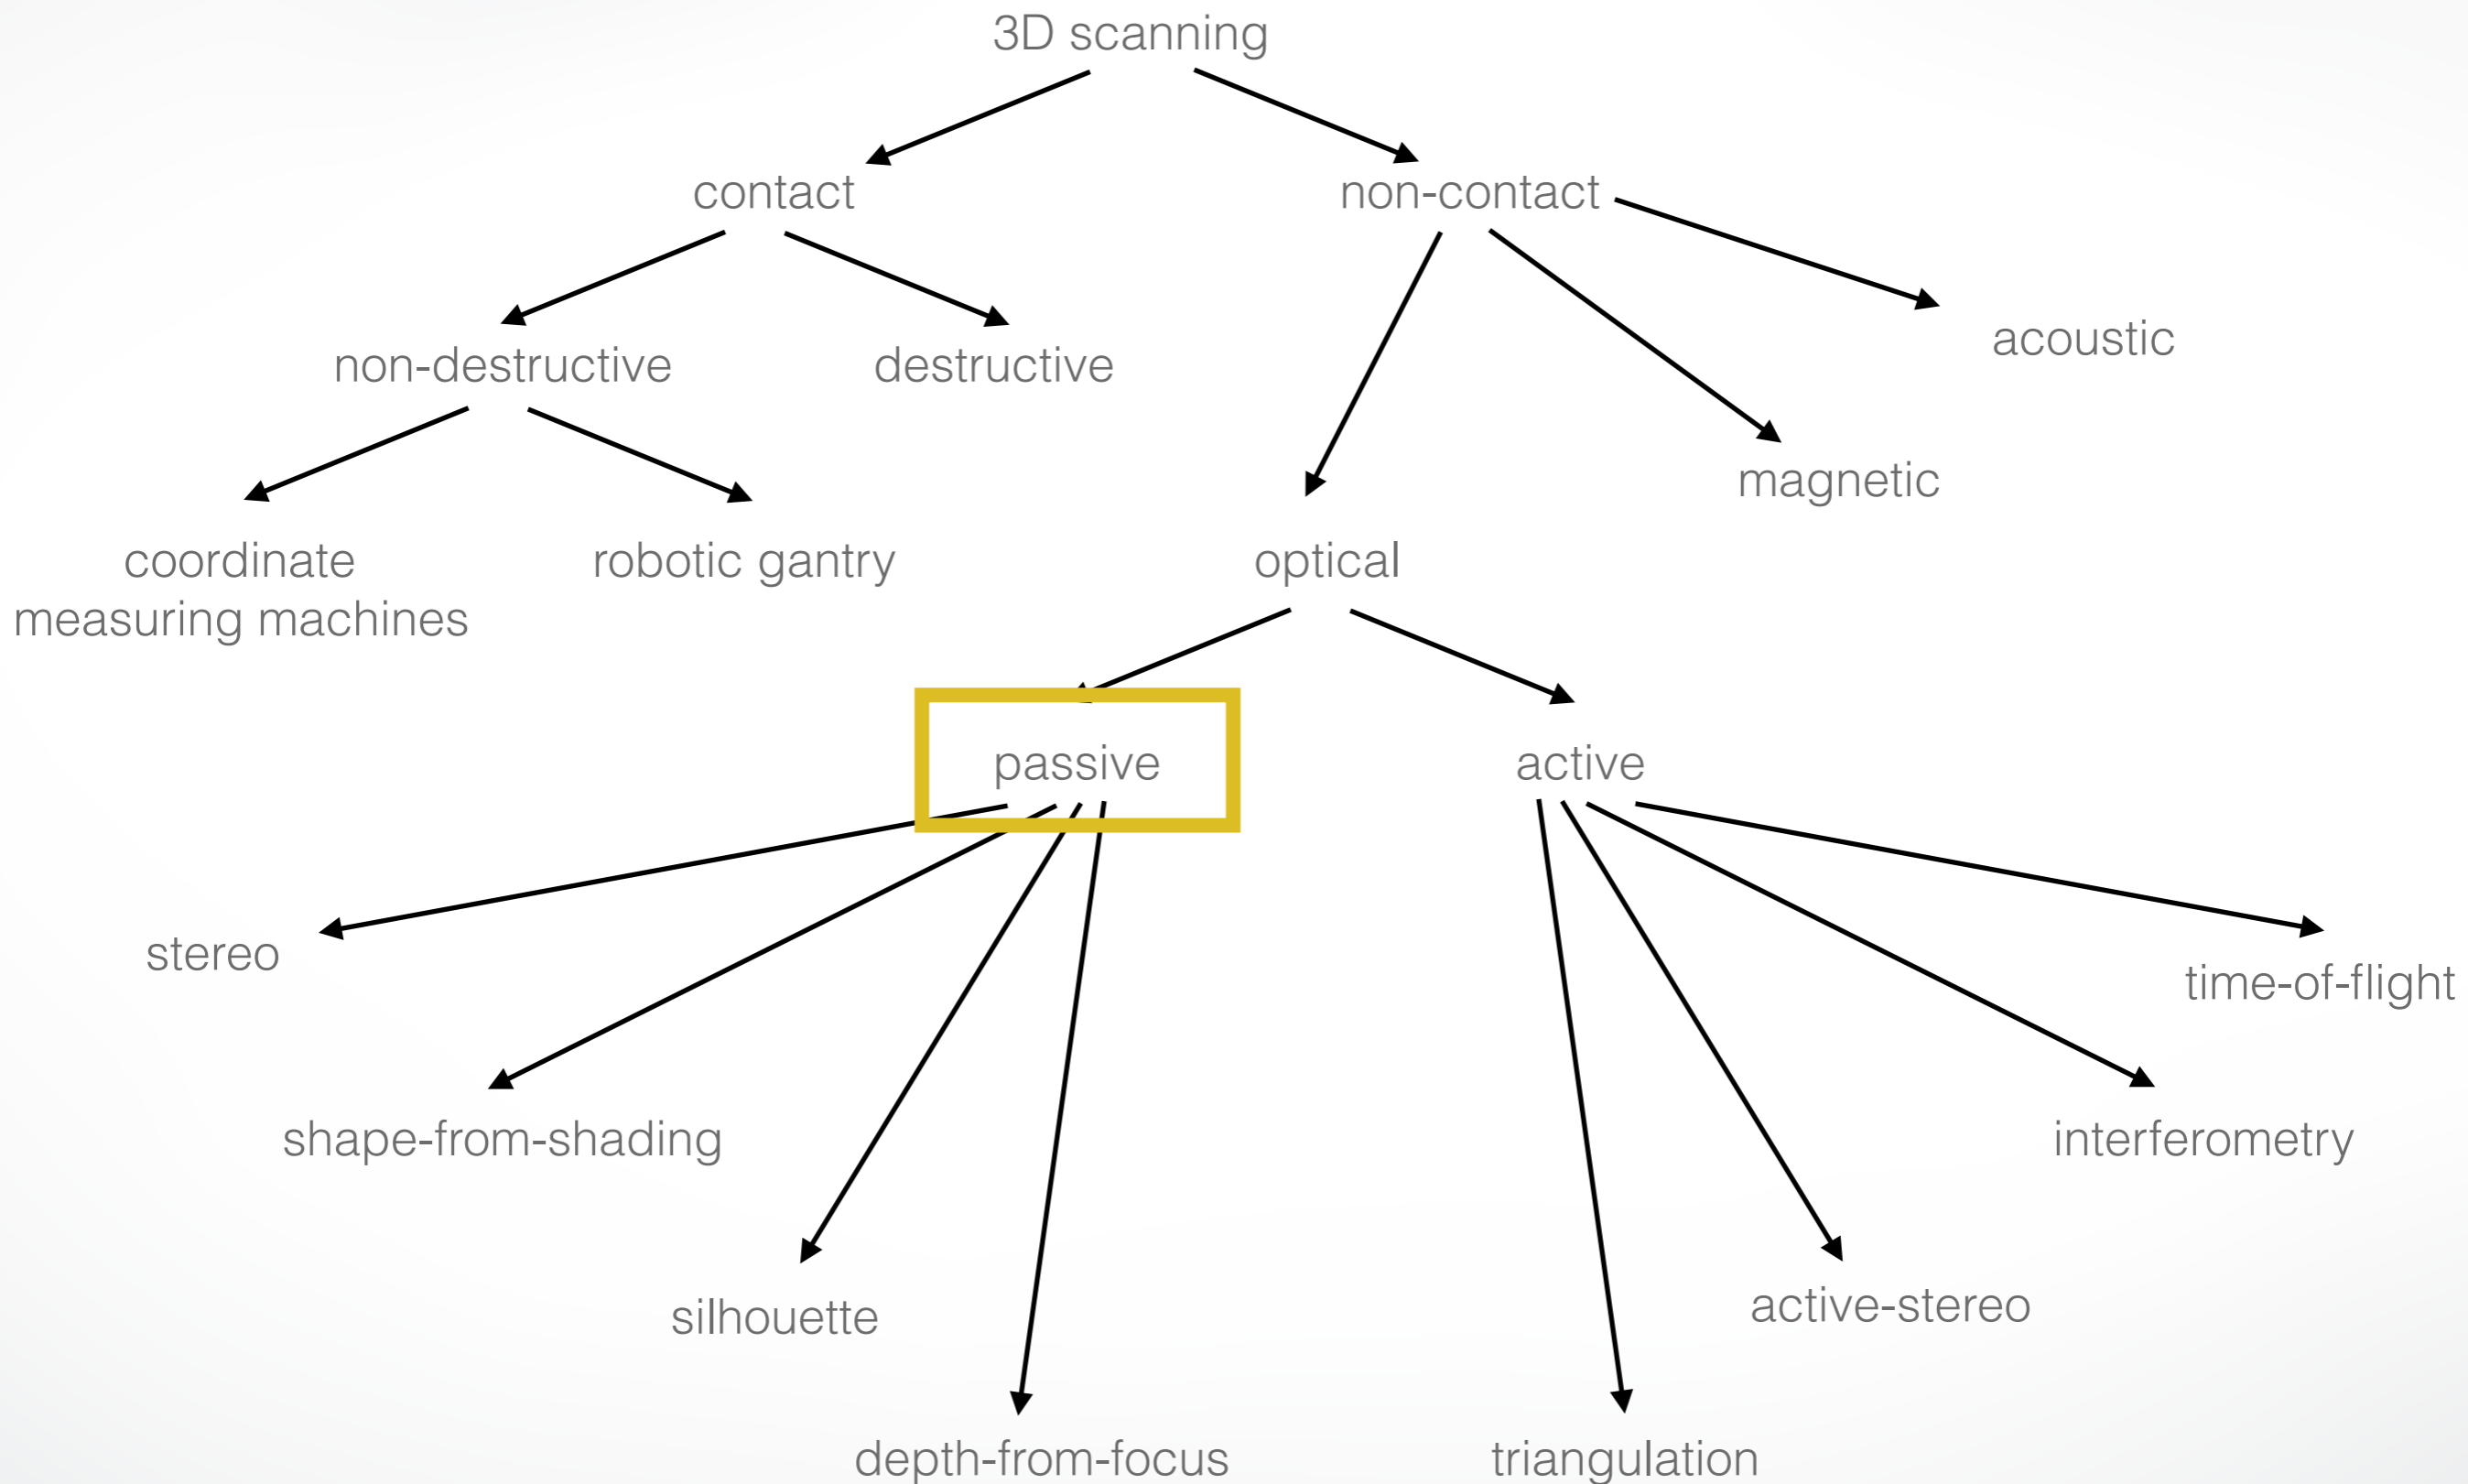 3D scanning
contact
non-contact
non-destructive
destructive
acoustic
magnetic
coordinate
measuring machines
robotic gantry
optical
passive
active
stereo
time-of-flight
shape-from-shading
interferometry
silhouette
active-stereo
depth-from-focus
triangulation